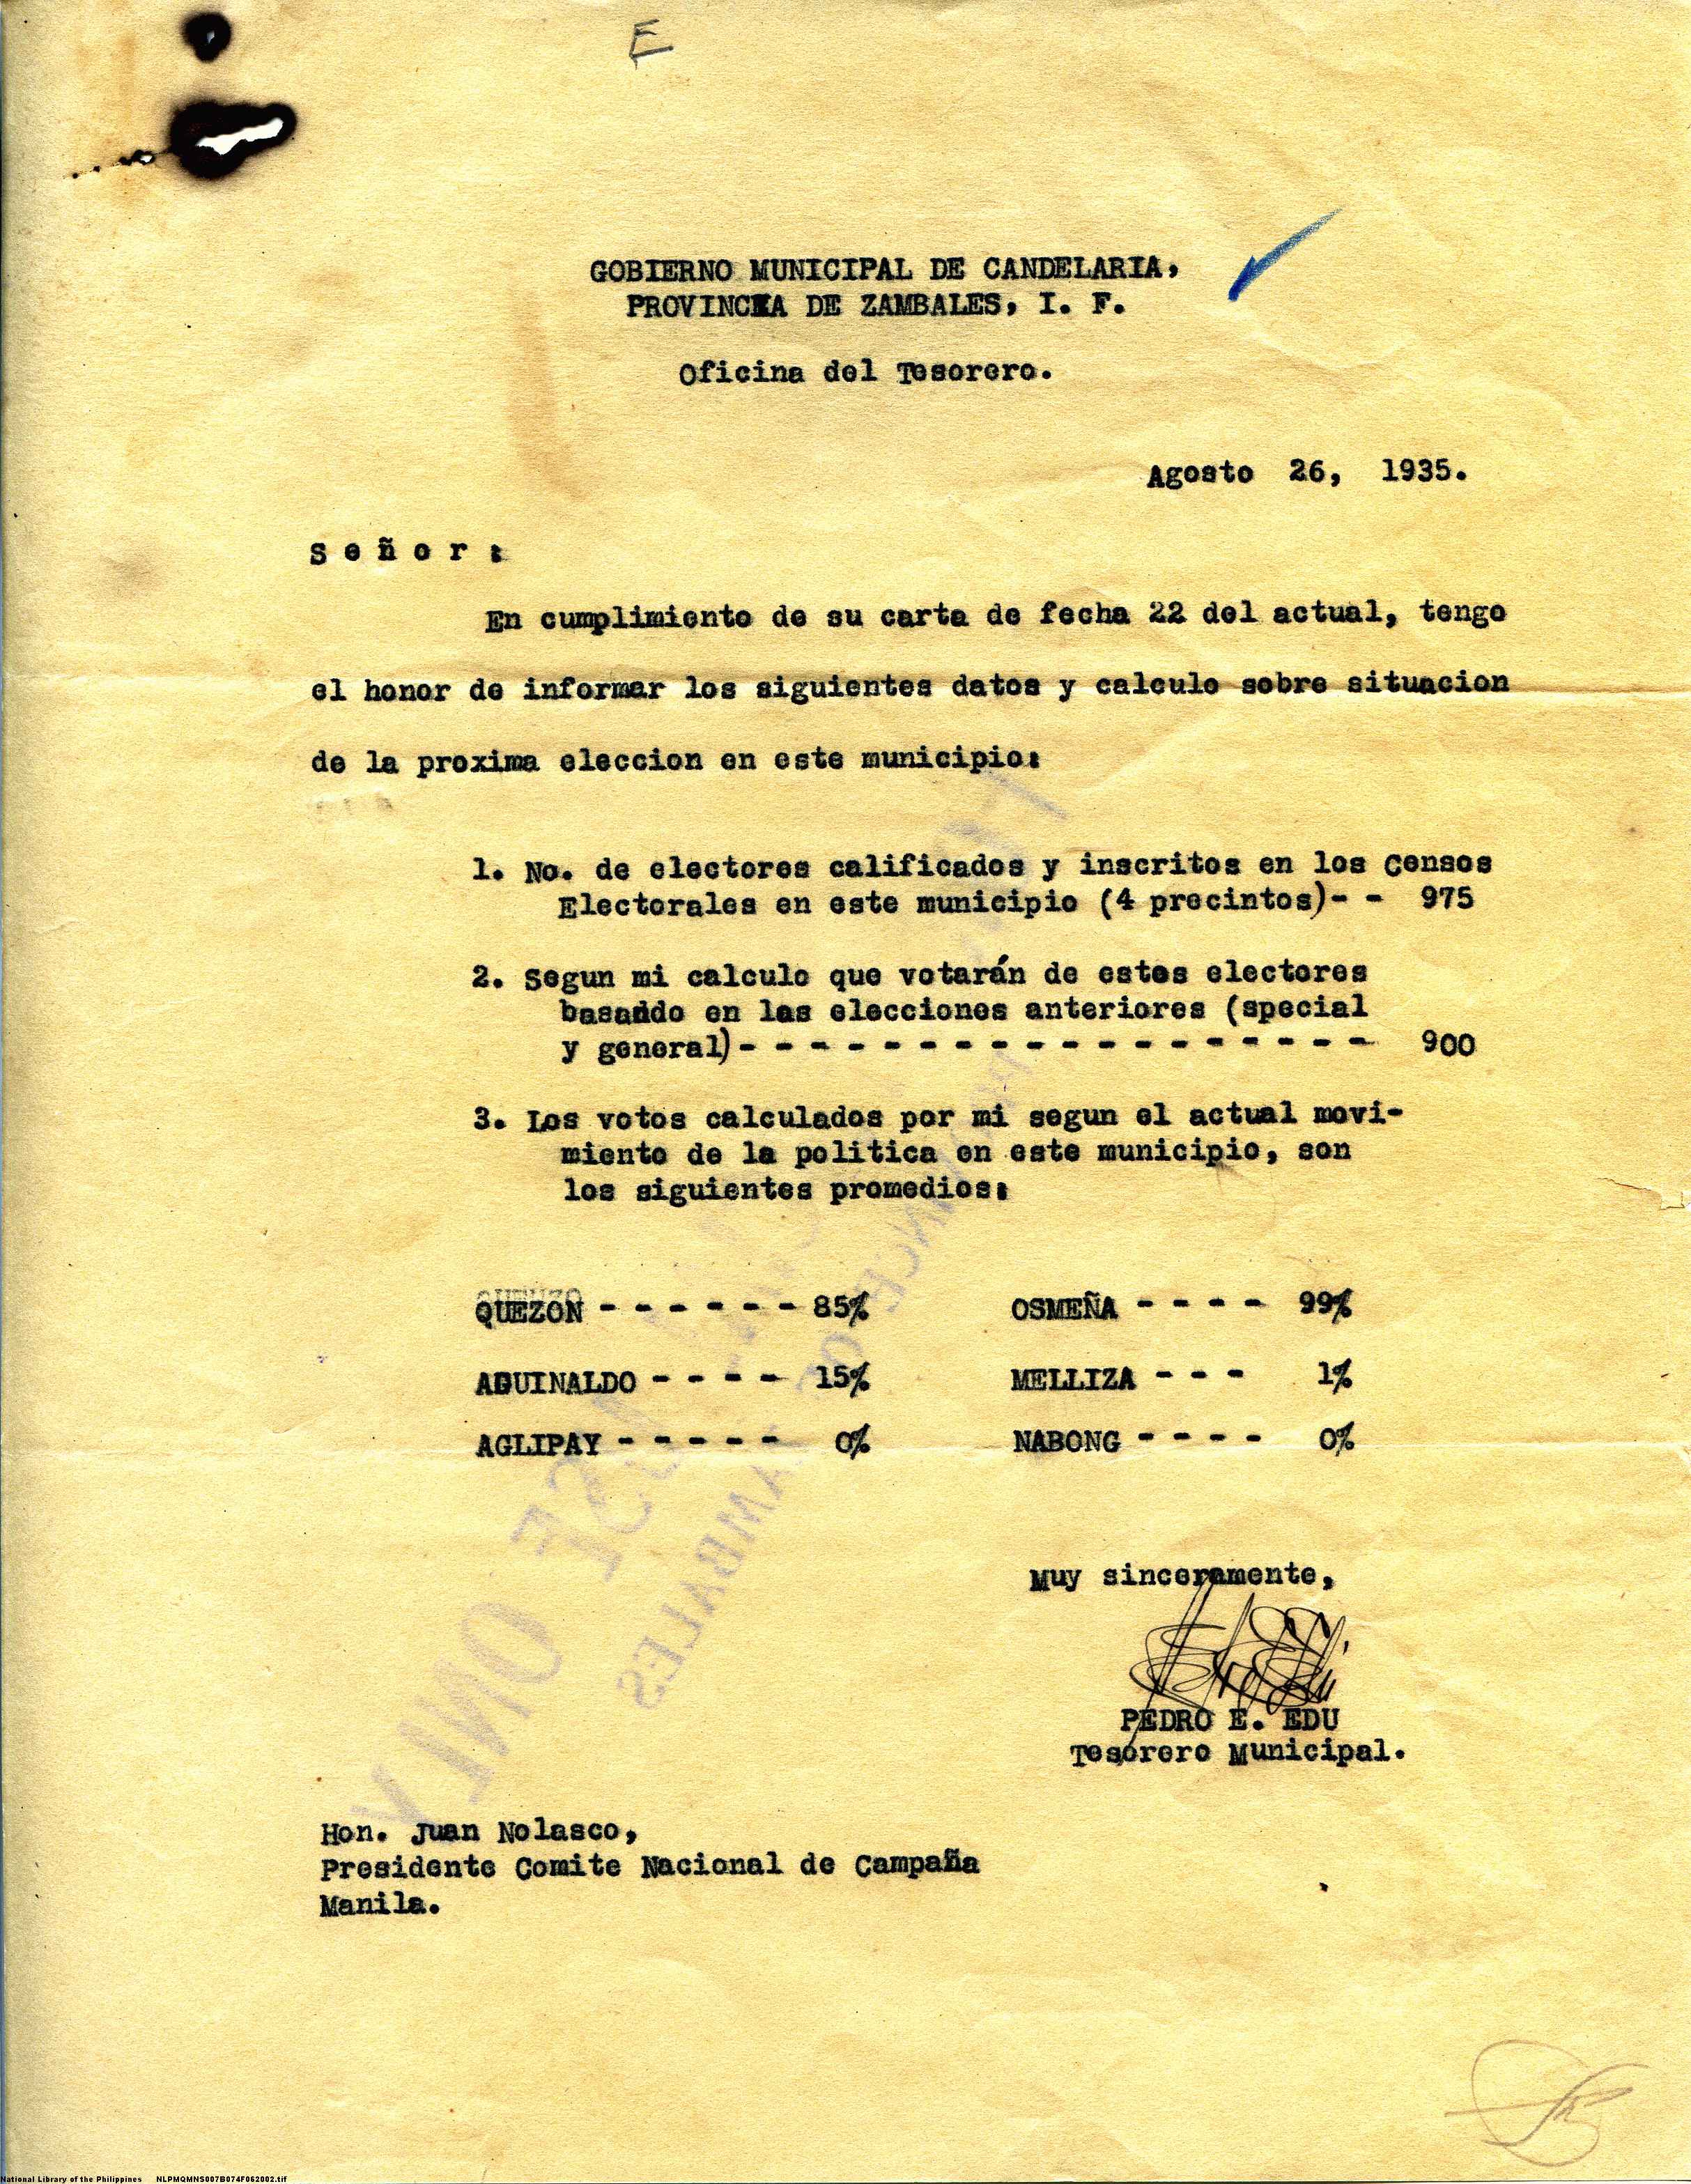 E
GOBIERNO MUNICIPAL DE CANDELARIA,
PROVINCIA DE ZAMBALES, I. F.
Oficina del Tesorero.
Agosto 26, 1935.
S e ñ o r :
En cumplimiento de su carta de fecha 22 del actual, tengo
el honor de informar los siguientes datos y calculo sobre situacion
de la proxima eleccion en este municipio:
1. No. de electores calificados y inscritos en los Censos
Electorales en este municipio (4 precintos)- - 975
2. Segun mi calculo que votarán de estos electores
basaddo en las elecciones anteriores (special
y general)- - - - - - - - - - - - - - - - - - 900
3. Los votos calculados por mi segun el actual movi-
miento de la politica en este municipio, son
los siguientes promedios:
QUEZON - - - - - - 85% OSMEÑA - - - - 99%
AGUINALDO - - - - 15% MELLIZA - - - 1%
AGLIPAY - - - - - 0% NABONG - - - - 0%
Muy sinceramente,
PEDRO E. EDU
Tesorero Municipal.
Hon. Juan Nolasco,
Presidente Comite Nacional de Campaña
Manila.
National Library of the Philippines NLPMQMNS007B074F062002.tif